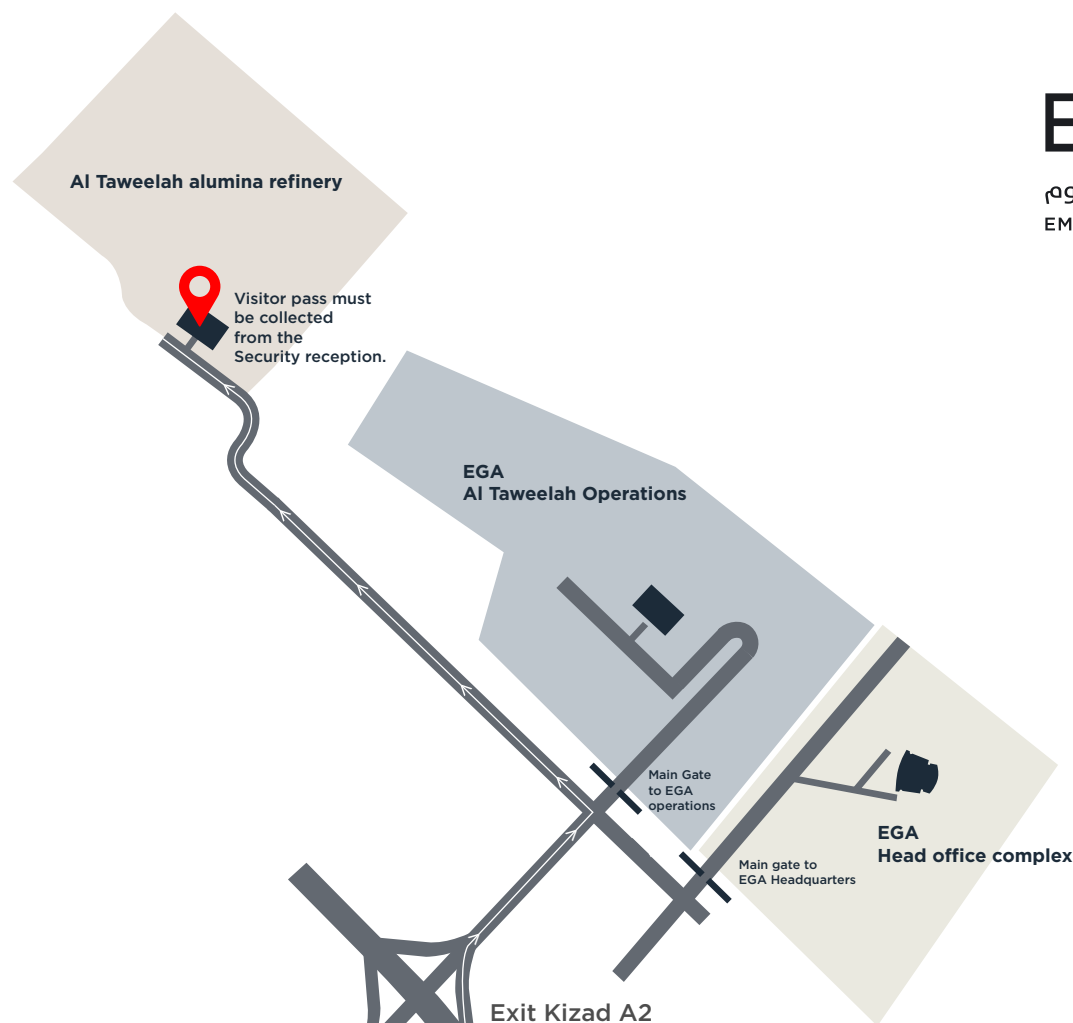 E
Al Taweelah alumina refinery
EM
Visitor pass must
be collected
from the
Security reception.
EGA
Al Taweelah Operations
Main Gate
to EGA
operations
EGA
Head office complex
Main gate to
EGA Headquarters
Exit Kizad A2